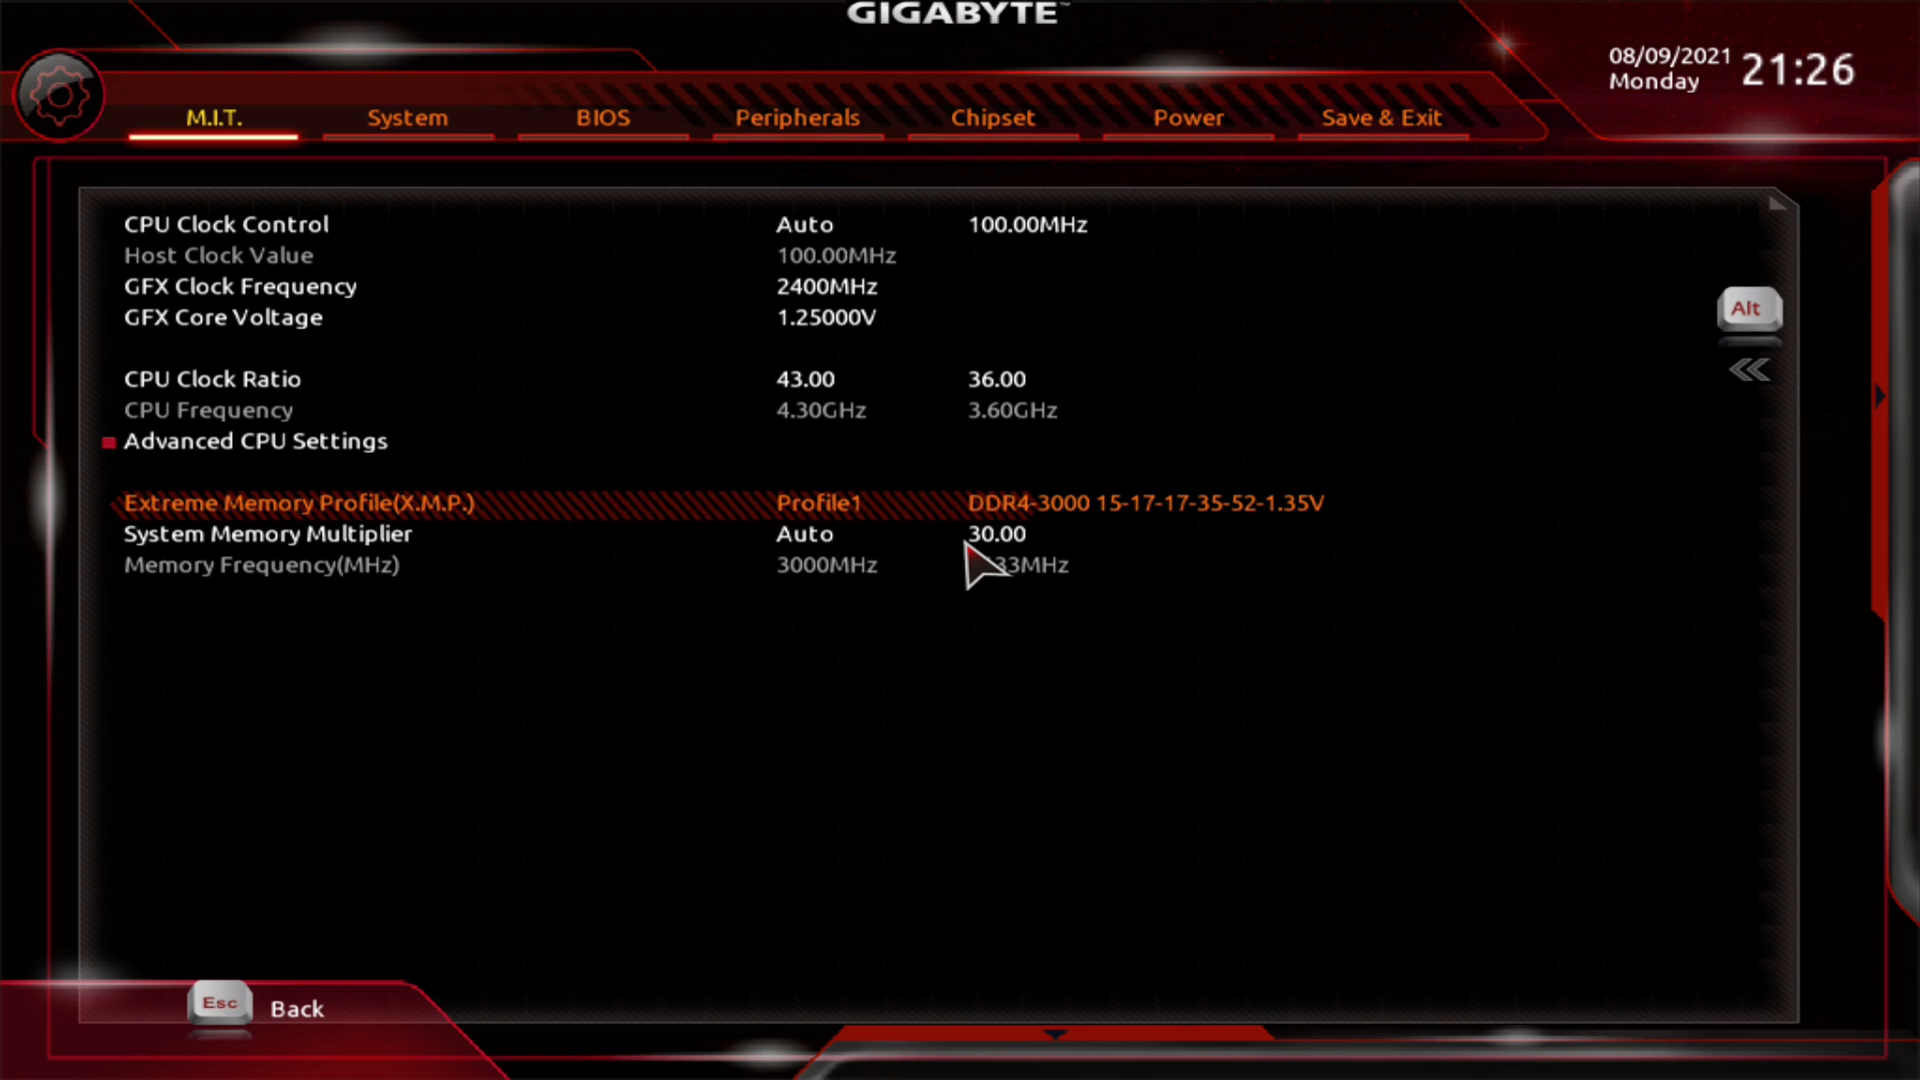 GIGABYTE
08/09/2021
Monday
21:26
M.I.T. System BIOS Peripherals Chipset Power Save & Exit
CPU Clock Control Auto 100.00MHz
Host Clock Value 100.00MHz
GFX Clock Frequency 2400MHz
GFX Core Voltage 1.25000V
CPU Clock Ratio 43.00 36.00
CPU Frequency 4.30GHz 3.60GHz
Advanced CPU Settings
Extreme Memory Profile(X.M.P.) Profile1 DDR4-3000 15-17-17-35-52-1.35V
System Memory Multiplier Auto 30.00
Memory Frequency(MHz) 3000MHz
Alt
Esc Back